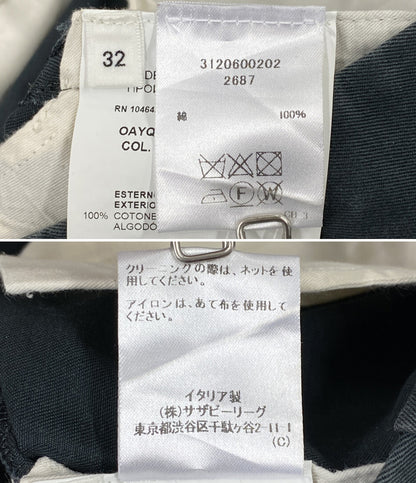 32
RN 10464
OAYQ
COL.
ESTERNO
EXTERIOR
100% COTONE
ALGODÓ
3120600202
2687
綿 100%
F W
クリーニングの際は、ネットを使
用してください。
アイロンは、あて布を使用してく
ださい。
イタリア製
(株)サザビーリーグ
東京都渋谷区千駄ヶ谷2-11-1
(C)